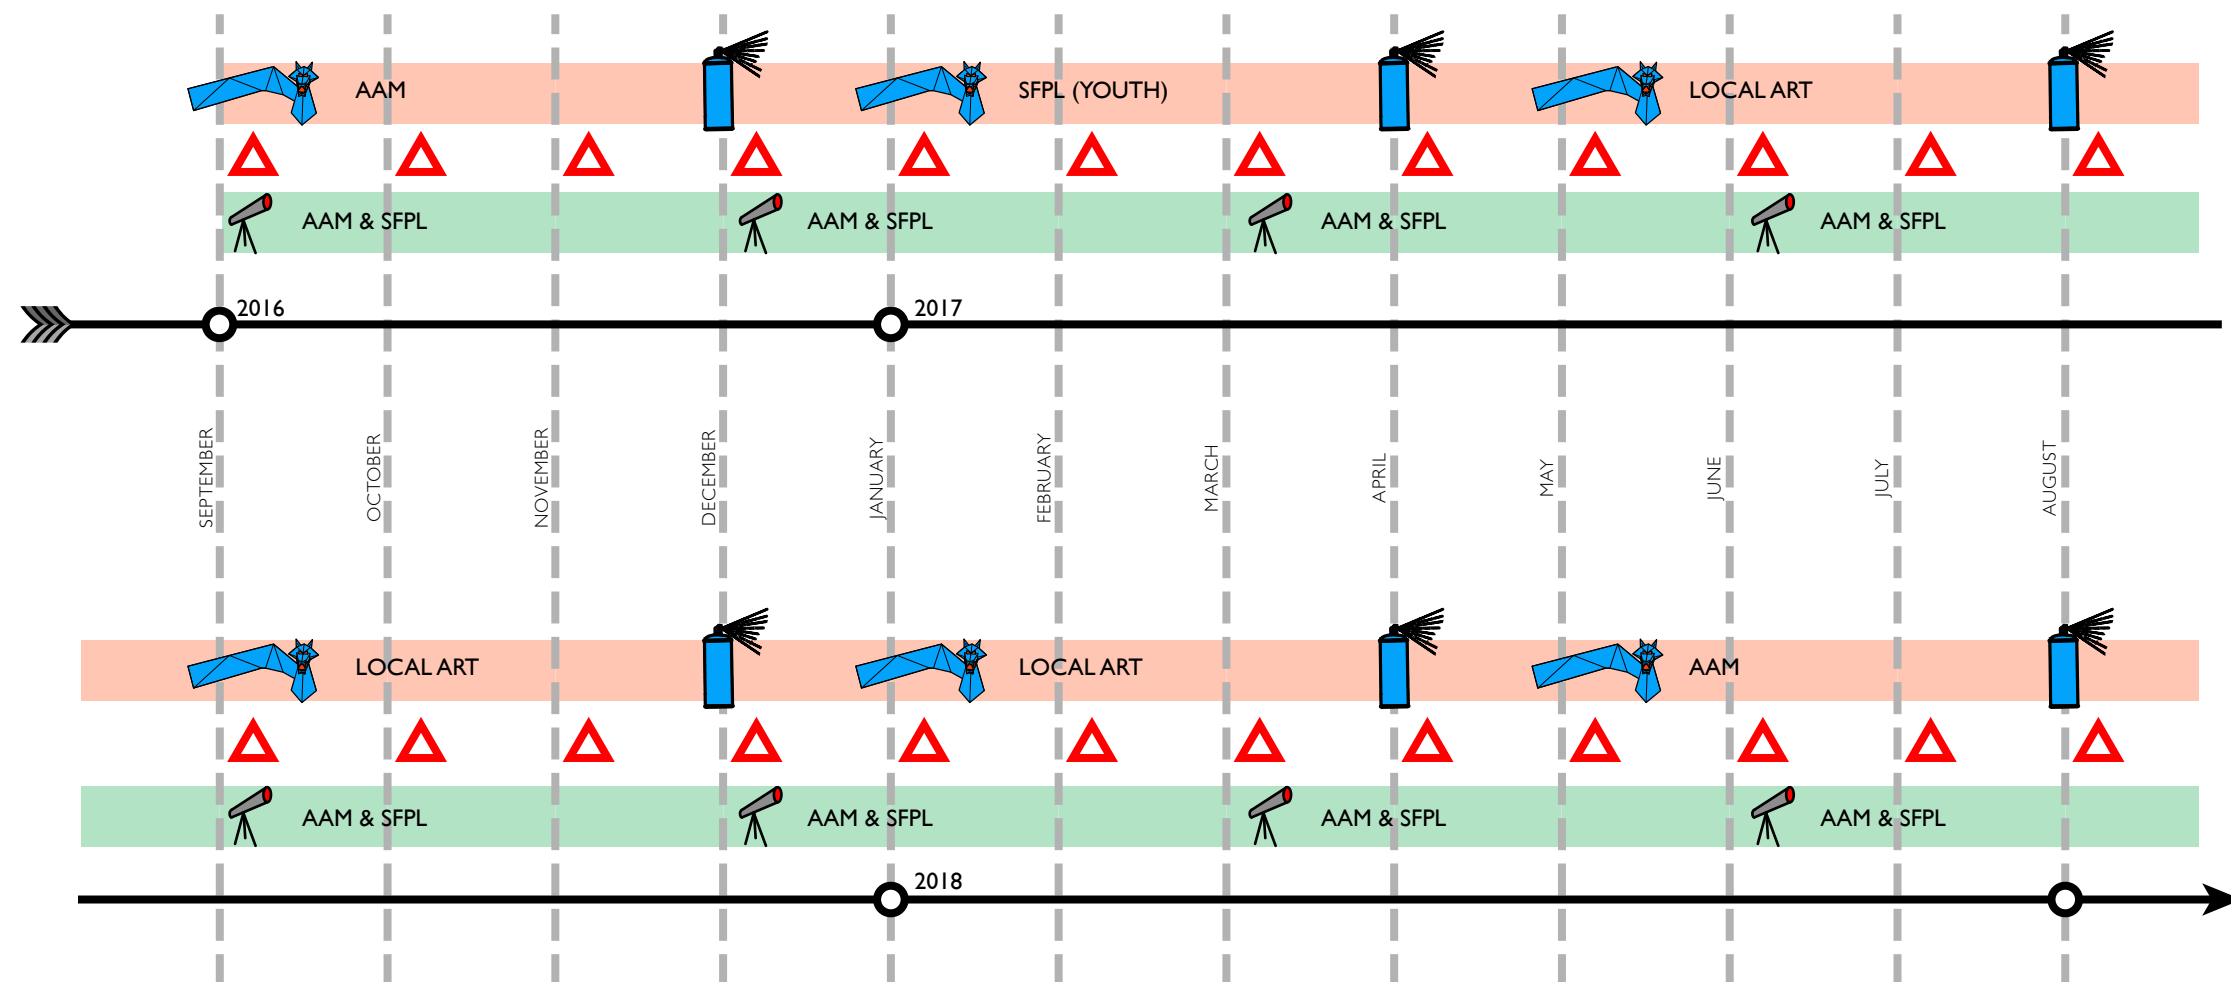 AAM
SFPL (YOUTH)
LOCAL ART
AAM & SFPL
AAM & SFPL
AAM & SFPL
AAM & SFPL
2016
2017
SEPTEMBER
OCTOBER
NOVEMBER
DECEMBER
JANUARY
FEBRUARY
MARCH
APRIL
MAY
JUNE
JULY
AUGUST
LOCAL ART
LOCAL ART
AAM
AAM & SFPL
AAM & SFPL
AAM & SFPL
AAM & SFPL
2018